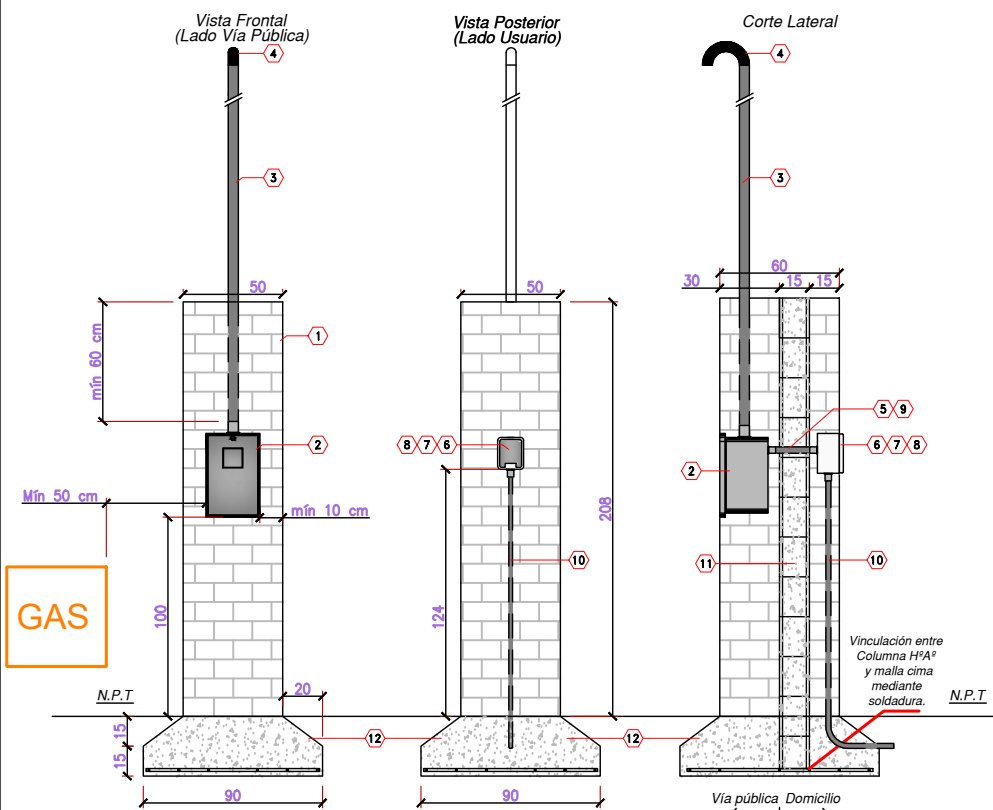 Vista Frontal
(Lado Vía Pública)
4
3
50
1
mín 60 cm
2
Mín 50 cm
mín 10 cm
100
GAS
N.P.T
20
15
15
12
90
Vista Posterior
(Lado Usuario)
50
8 7 6
208
124
10
12
90
Corte Lateral
4
3
60
30 15 15
5 9
6 7 8
2
11
10
Vinculación entre
Columna HºAº
y malla cima
mediante
soldadura.
N.P.T
Vía pública Domicilio